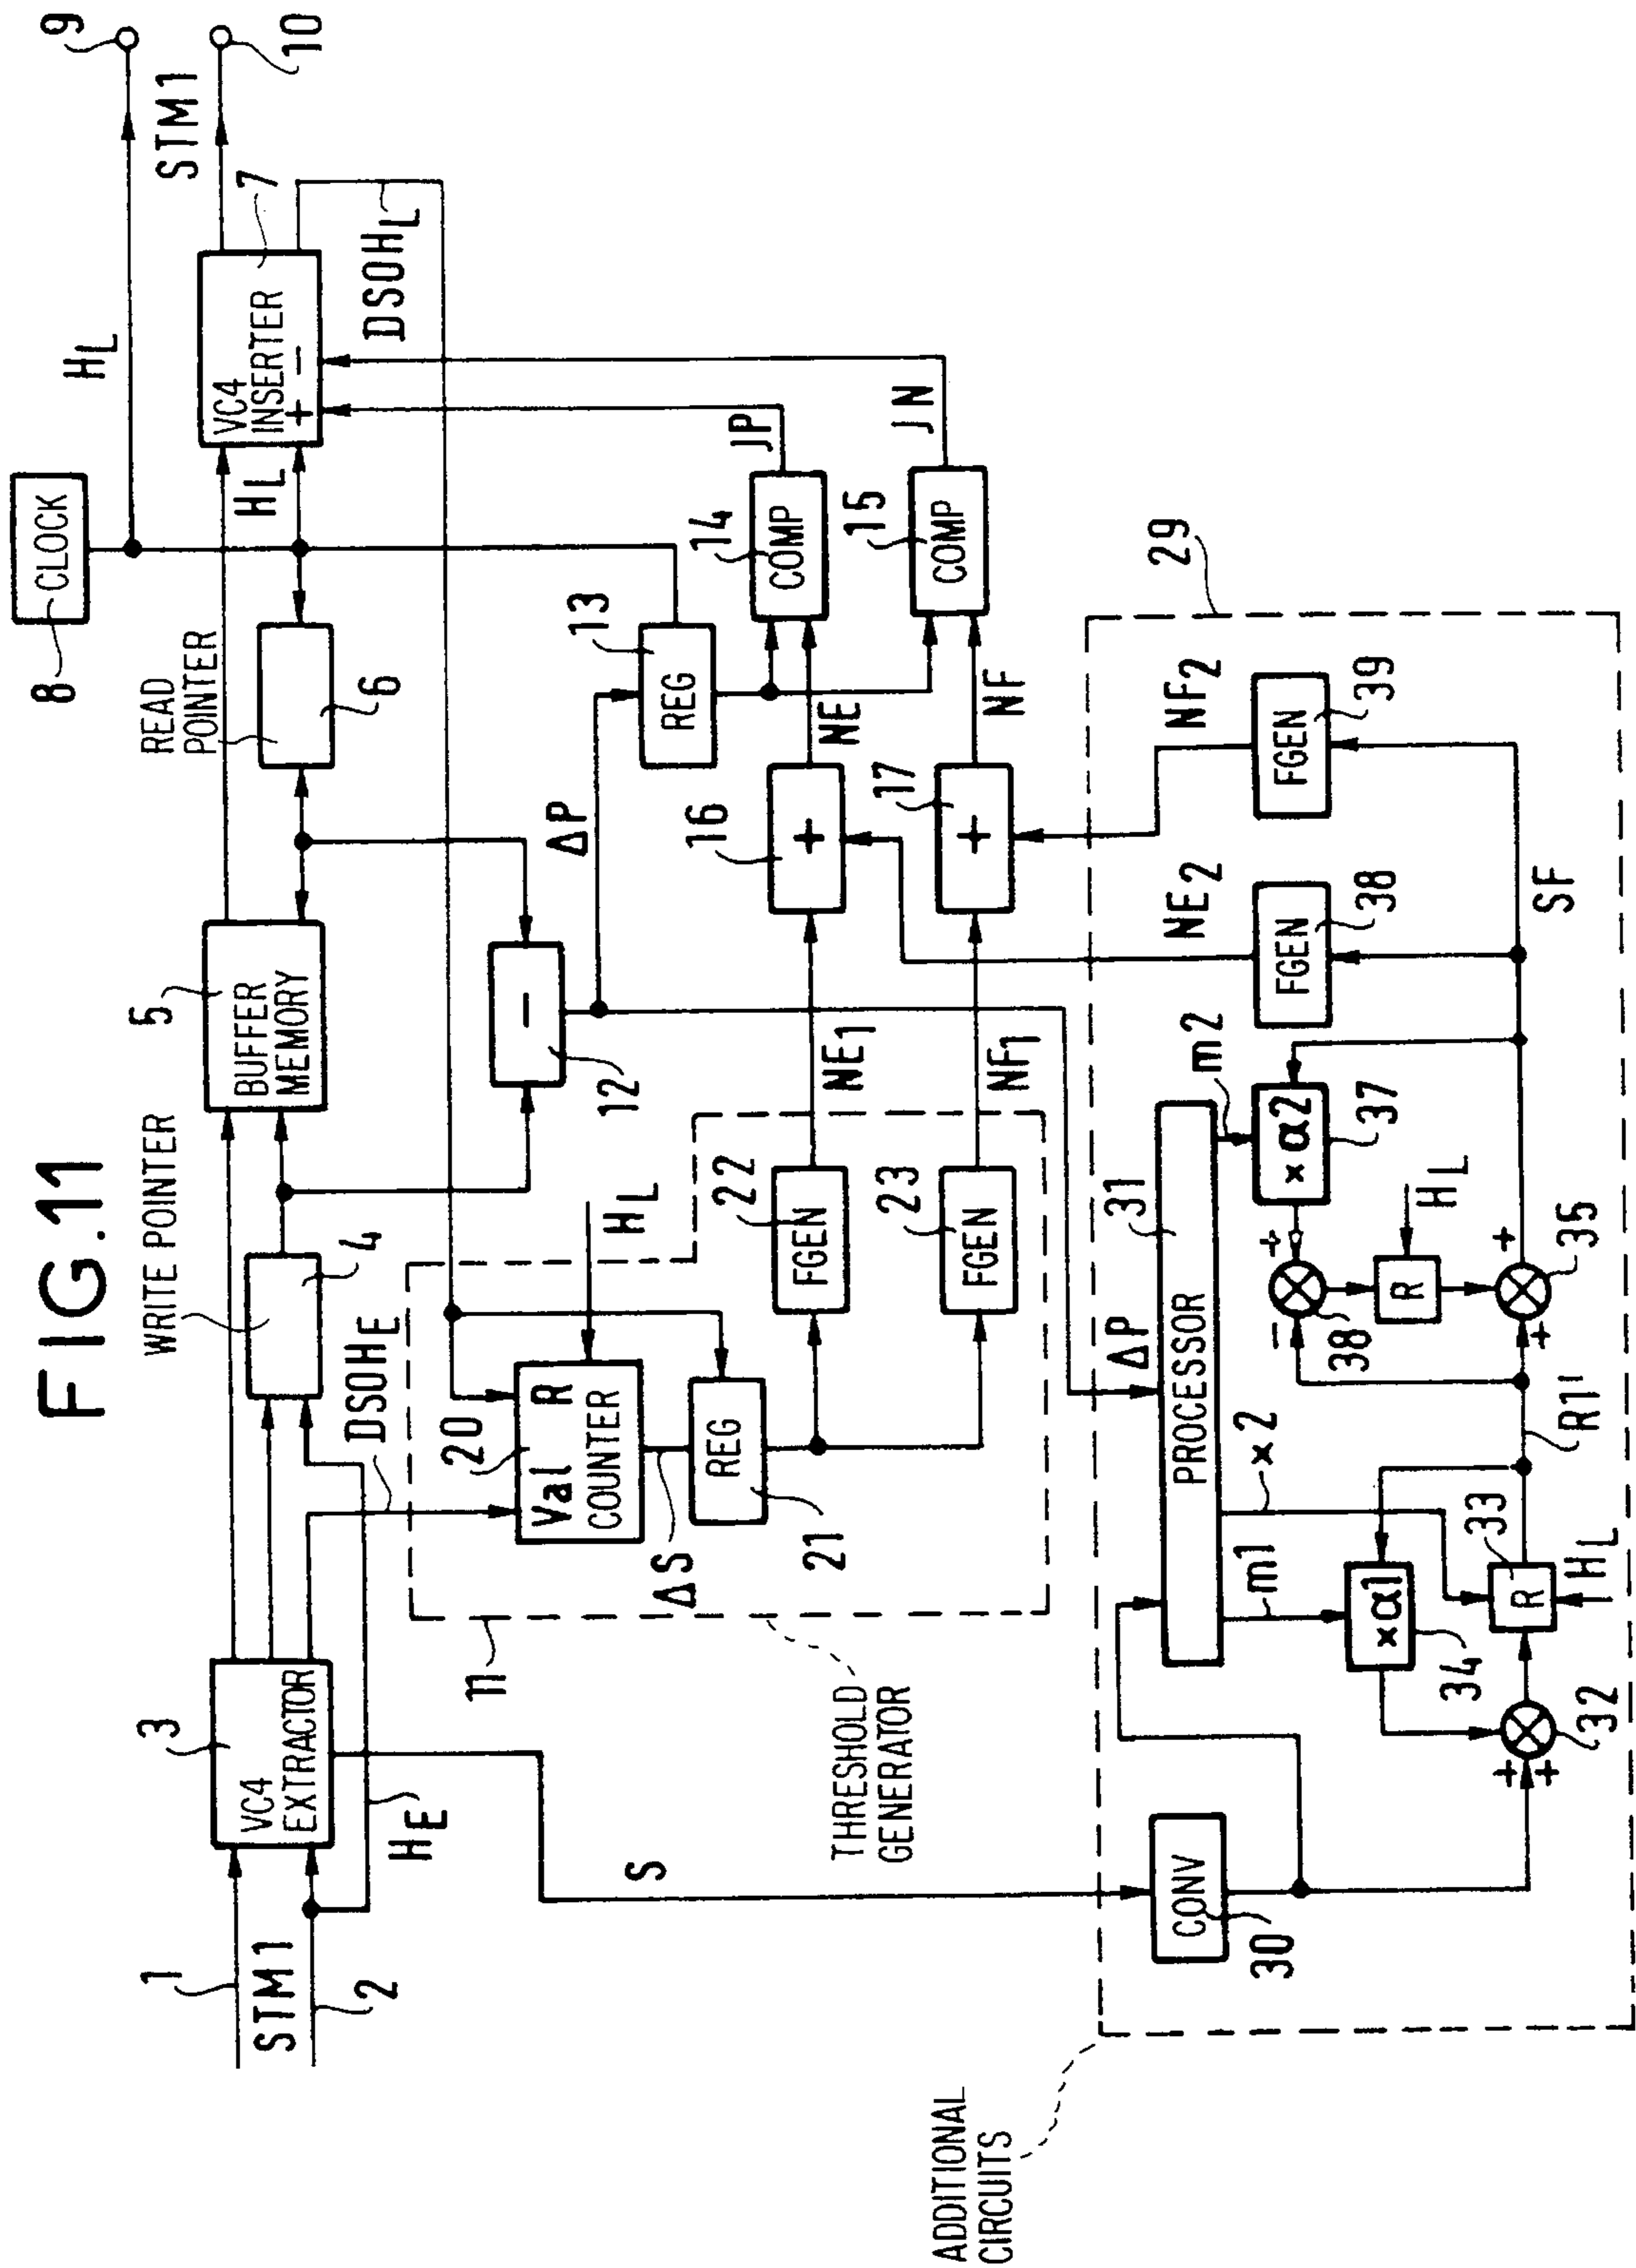 FIG.11
1
STM1
2
3
VC4
EXTRACTOR
HE
WRITE POINTER
4
5
BUFFER
MEMORY
READ
POINTER
6
8
CLOCK
HL
HL
VC4
INSERTER
+ −
7
STM1
9
10
DSOHL
DSOHE
S
11
THRESHOLD
GENERATOR
20
Val R
COUNTER
HL
ΔS
REG
21
22
FGEN
23
FGEN
NE1
NF1
−
12
ΔP
13
REG
16
+
17
+
NE
NF
14
COMP
15
COMP
JP
JN
29
ADDITIONAL
CIRCUITS
CONV
30
ΔP
PROCESSOR
31
m1
x2
m2
xα1
34
+
+
32
33
R
HL
R1'
xα2
37
+
−
38
R
HL
+
+
35
SF
NE2
FGEN
38
NF2
FGEN
39